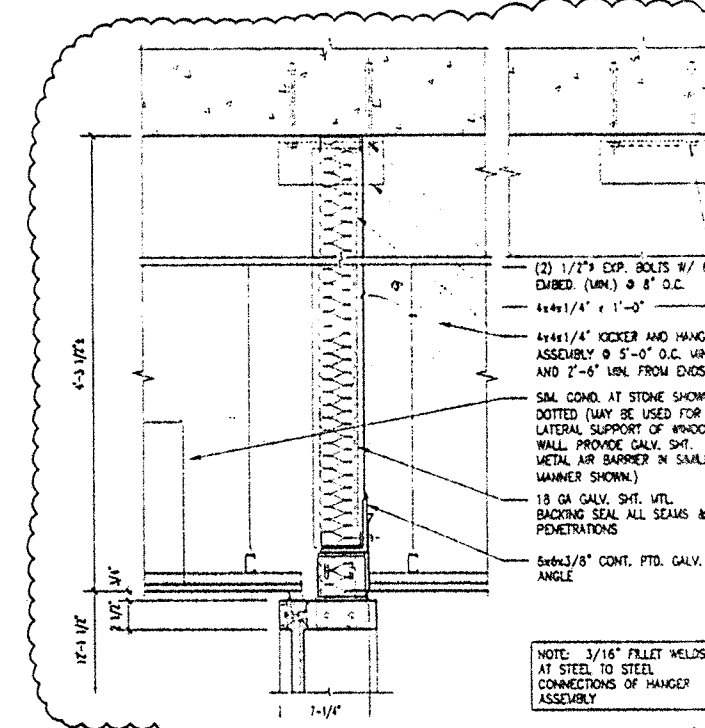 (2) 1/2"ø EXP. BOLTS W/
EMBED. (MIN.) @ 8" O.C.
4x4x1/4" x 1'-0"
4x4x1/4" KICKER AND HANG
ASSEMBLY @ 5'-0" O.C. MIN
AND 2'-6" MIN. FROM ENDS
SIM. COND. AT STONE SHOWN
DOTTED (MAY BE USED FOR
LATERAL SUPPORT OF WINDO
WALL. PROVIDE GALV. SHT.
METAL AIR BARRIER IN SIMIL
MANNER SHOWN.)
18 GA GALV. SHT. MTL.
BACKING SEAL ALL SEAMS &
PENETRATIONS
6x6x3/8" CONT. PTD. GALV.
ANGLE
NOTE: 3/16" FILLET WELDS
AT STEEL TO STEEL
CONNECTIONS OF HANGER
ASSEMBLY
4'-3 1/2"±
3/4"
2 1/2"
12'-1 1/2"
7-1/4"